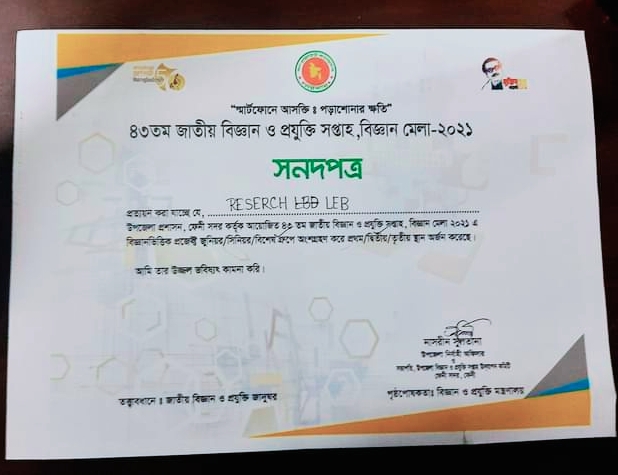 "স্মার্টফোনে আসক্তি ঃ পড়াশোনার ক্ষতি"
৪৩তম জাতীয় বিজ্ঞান ও প্রযুক্তি সপ্তাহ,বিজ্ঞান মেলা-২০২১
সনদপত্র
প্রত্যয়ন করা যাচ্ছে যে, RESERCH LEB
উপজেলা প্রশাসন, ফেনী সদর কর্তৃক আয়োজিত ৪৩ তম জাতীয় বিজ্ঞান ও প্রযুক্তি সপ্তাহ, বিজ্ঞান মেলা ২০২১ এ
বিজ্ঞানভিত্তিক প্রজেক্ট জুনিয়র/সিনিয়র/বিশেষ গ্রুপে অংশগ্রহণ করে প্রথম/দ্বিতীয়/তৃতীয় স্থান অর্জন করেছে।
আমি তার উজ্জল ভবিষ্যৎ কামনা করি।
নাসরীন সুলতানা
উপজেলা নির্বাহী অফিসার
ও
সভাপতি, উপজেলা বিজ্ঞান ও প্রযুক্তি সপ্তাহ উদযাপন কমিটি
ফেনী সদর, ফেনী
তত্ত্বাবধানে ঃ জাতীয় বিজ্ঞান ও প্রযুক্তি জাদুঘর
পৃষ্ঠপোষকতায়ঃ বিজ্ঞান ও প্রযুক্তি মন্ত্রণালয়